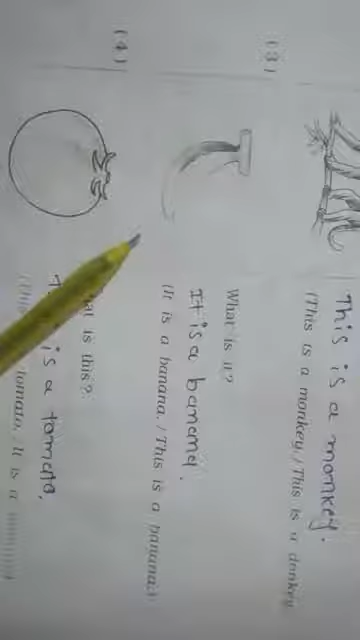 This is a monkey.
(This is a monkey./This is a donkey
(3)
What is it?
It is a banana.
(It is a banana./This is a banana.)
(4)
is this?
is a tomato.
(This tomato./It is a